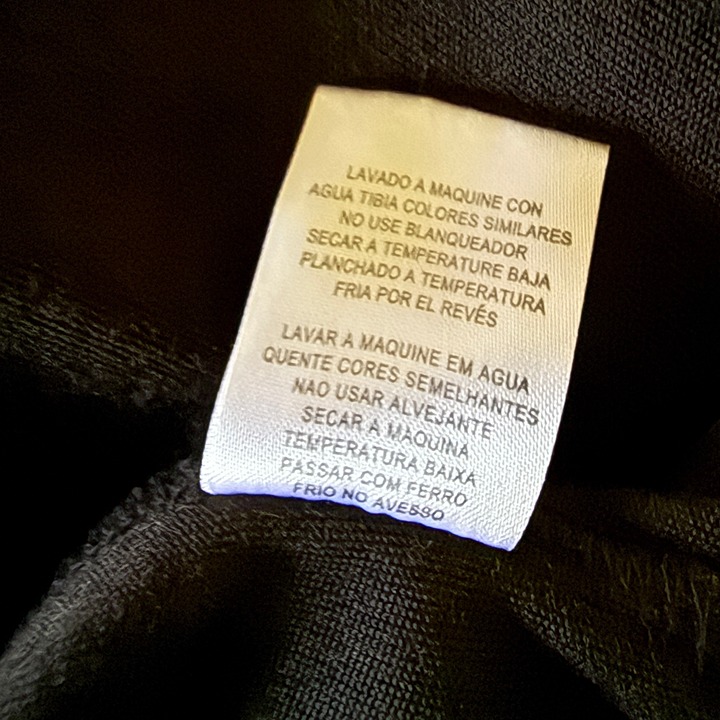 LAVADO A MAQUINE CON
AGUA TIBIA COLORES SIMILARES
NO USE BLANQUEADOR
SECAR A TEMPERATURE BAJA
PLANCHADO A TEMPERATURA
FRIA POR EL REVÉS
LAVAR A MAQUINE EM AGUA
QUENTE CORES SEMELHANTES
NAO USAR ALVEJANTE
SECAR A MAQUINA
TEMPERATURA BAIXA
PASSAR COM FERRO
FRIO NO AVESSO